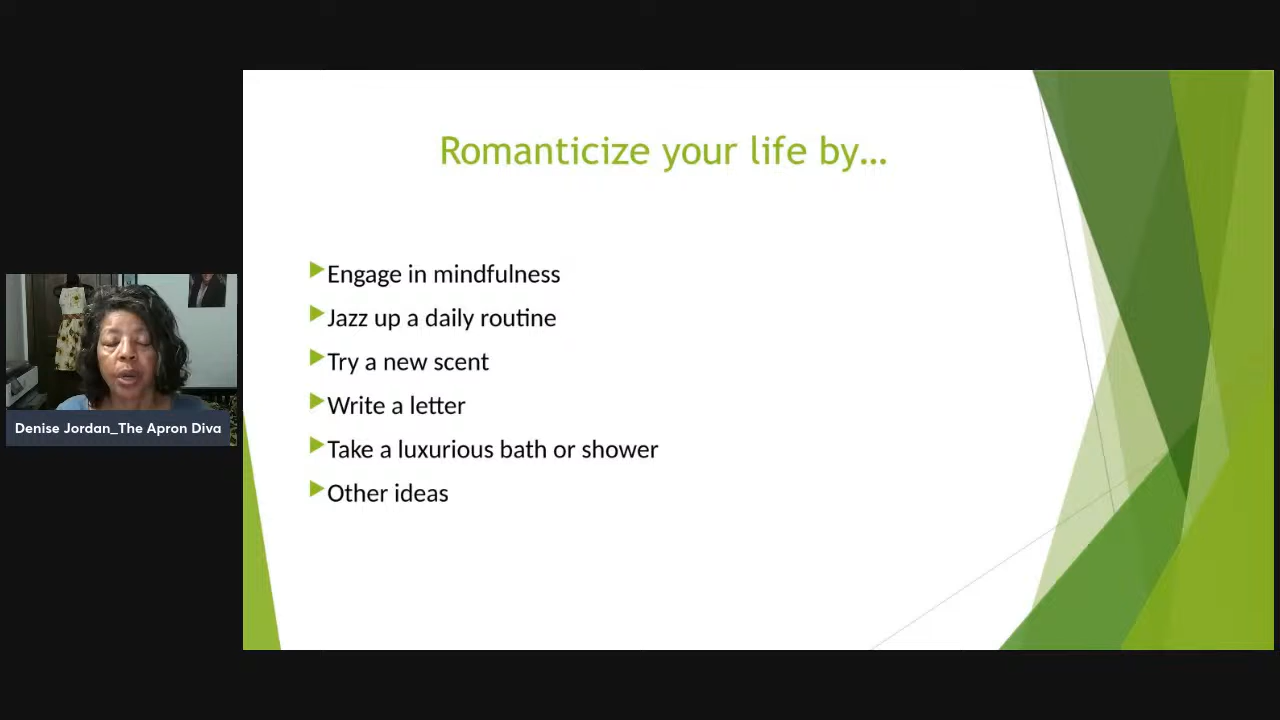 Romanticize your life by…
Engage in mindfulness
Jazz up a daily routine
Try a new scent
Write a letter
Take a luxurious bath or shower
Other ideas
Denise Jordan_The Apron Diva